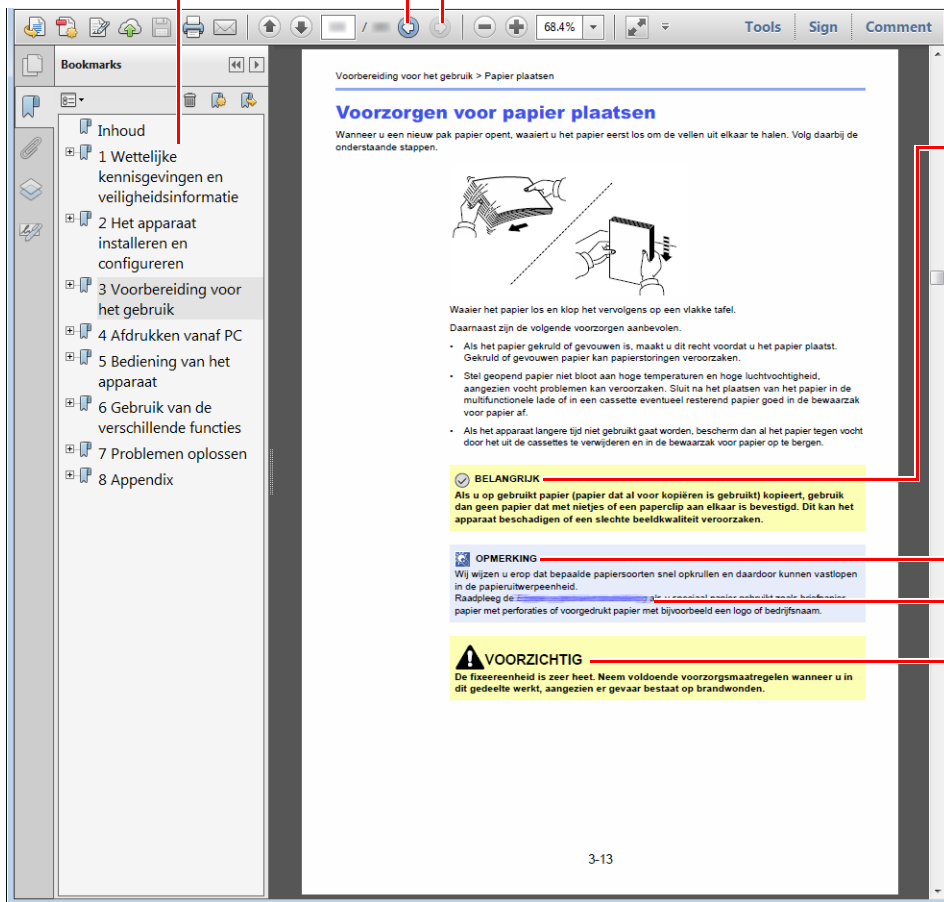 68.4%
Tools
Sign
Comment
Bookmarks
Inhoud
1 Wettelijke
kennisgevingen en
veiligheidsinformatie
2 Het apparaat
installeren en
configureren
3 Voorbereiding voor
het gebruik
4 Afdrukken vanaf PC
5 Bediening van het
apparaat
6 Gebruik van de
verschillende functies
7 Problemen oplossen
8 Appendix
Voorbereiding voor het gebruik > Papier plaatsen
Voorzorgen voor papier plaatsen
Wanneer u een nieuw pak papier opent, waaiert u het papier eerst los om de vellen uit elkaar te halen. Volg daarbij de
onderstaande stappen.
Waaier het papier los en klop het vervolgens op een vlakke tafel.
Daarnaast zijn de volgende voorzorgen aanbevolen.
• Als het papier gekruld of gevouwen is, maakt u dit recht voordat u het papier plaatst.
Gekruld of gevouwen papier kan papierstoringen veroorzaken.
• Stel geopend papier niet bloot aan hoge temperaturen en hoge luchtvochtigheid,
aangezien vocht problemen kan veroorzaken. Sluit na het plaatsen van het papier in de
multifunctionele lade of in een cassette eventueel resterend papier goed in de bewaarzak
voor papier af.
• Als het apparaat langere tijd niet gebruikt gaat worden, bescherm dan al het papier tegen vocht
door het uit de cassettes te verwijderen en in de bewaarzak voor papier op te bergen.
BELANGRIJK
Als u op gebruikt papier (papier dat al voor kopiëren is gebruikt) kopieert, gebruik
dan geen papier dat met nietjes of een paperclip aan elkaar is bevestigd. Dit kan het
apparaat beschadigen of een slechte beeldkwaliteit veroorzaken.
OPMERKING
Wij wijzen u erop dat bepaalde papiersoorten snel opkrullen en daardoor kunnen vastlopen
in de papieruitwerpeenheid.
Raadpleeg de als u speciaal papier gebruikt zoals briefpapier,
papier met perforaties of voorgedrukt papier met bijvoorbeeld een logo of bedrijfsnaam.
VOORZICHTIG
De fixeereenheid is zeer heet. Neem voldoende voorzorgsmaatregelen wanneer u in
dit gedeelte werkt, aangezien er gevaar bestaat op brandwonden.
3-13